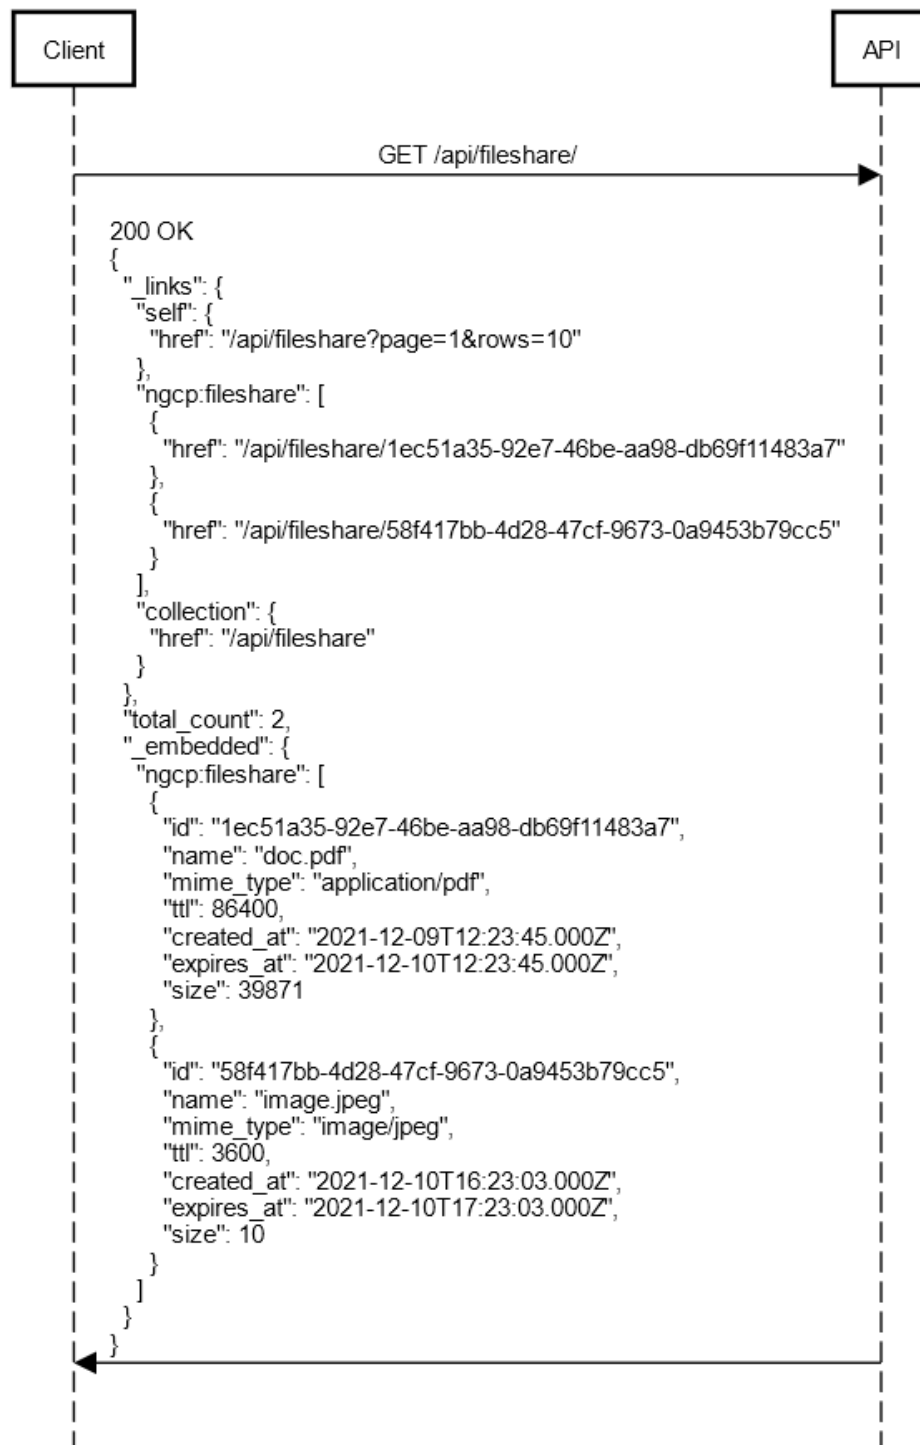 Client
API
GET /api/fileshare/
200 OK
{
"_links": {
"self": {
"href": "/api/fileshare?page=1&rows=10"
},
"ngcp:fileshare": [
{
"href": "/api/fileshare/1ec51a35-92e7-46be-aa98-db69f11483a7"
},
{
"href": "/api/fileshare/58f417bb-4d28-47cf-9673-0a9453b79cc5"
}
],
"collection": {
"href": "/api/fileshare"
}
},
"total_count": 2,
"_embedded": {
"ngcp:fileshare": [
{
"id": "1ec51a35-92e7-46be-aa98-db69f11483a7",
"name": "doc.pdf",
"mime_type": "application/pdf",
"ttl": 86400,
"created_at": "2021-12-09T12:23:45.000Z",
"expires_at": "2021-12-10T12:23:45.000Z",
"size": 39871
},
{
"id": "58f417bb-4d28-47cf-9673-0a9453b79cc5",
"name": "image.jpeg",
"mime_type": "image/jpeg",
"ttl": 3600,
"created_at": "2021-12-10T16:23:03.000Z",
"expires_at": "2021-12-10T17:23:03.000Z",
"size": 10
}
]
}
}